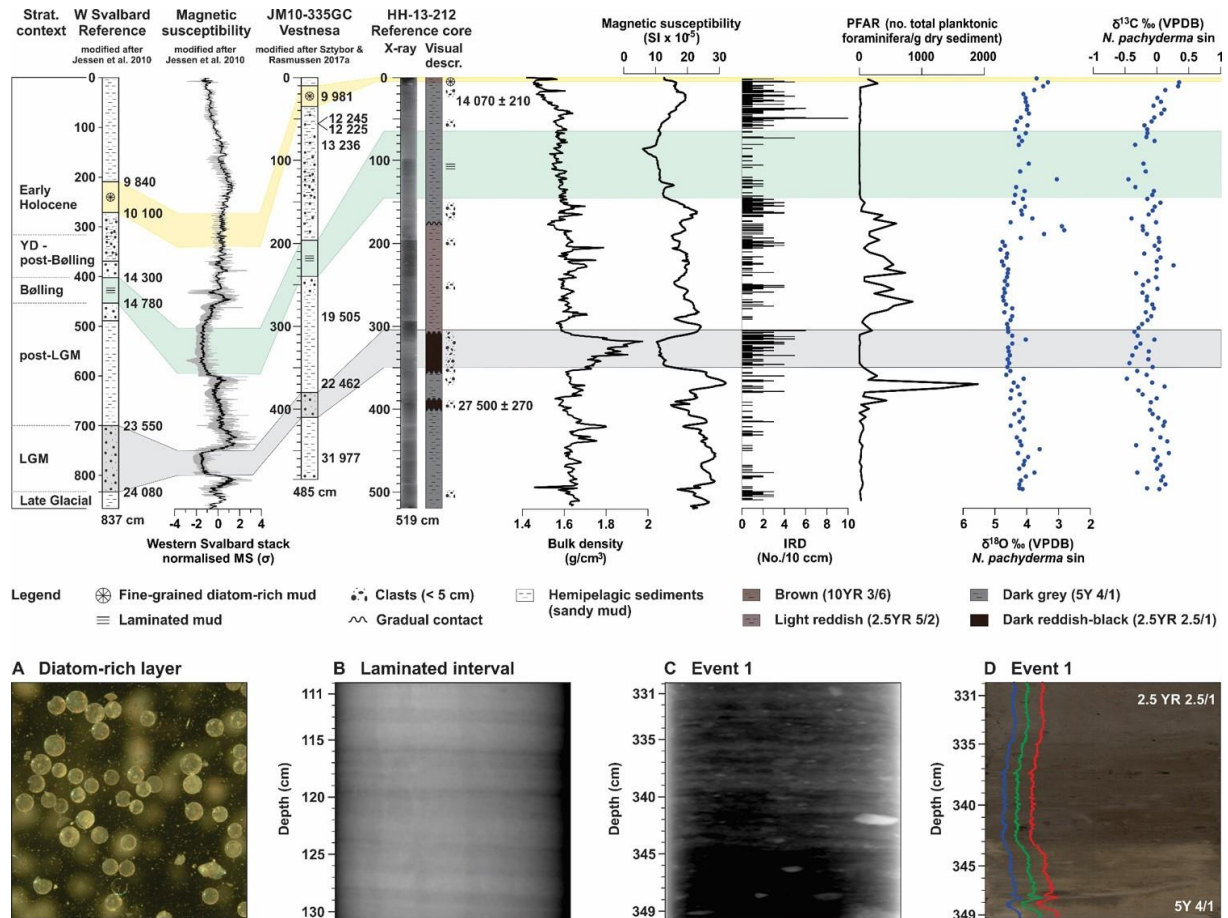 Strat. context
W Svalbard Reference
modified after Jessen et al. 2010
Magnetic susceptibility
modified after Jessen et al. 2010
JM10-335GC Vestnesa
modified after Sztybor & Rasmussen 2017a
HH-13-212 Reference core
X-ray
Visual descr.
Magnetic susceptibility
(SI x 10⁻⁵)
0 10 20 30
PFAR (no. total planktonic
foraminifera/g dry sediment)
0 1000 2000
δ¹³C ‰ (VPDB)
N. pachyderma sin
-1 0 1
0
100
200
300
400
500
600
700
800
Early Holocene
YD - post-Bølling
Bølling
post-LGM
LGM
Late Glacial
9 840
10 100
14 300
14 780
23 550
24 080
837 cm
-4 -2 0 2 4
Western Svalbard stack
normalised MS (σ)
0
100
200
300
400
9 981
12 245
12 225
13 236
19 505
22 462
31 977
485 cm
0
100
200
300
400
500
519 cm
14 070 ± 210
27 500 ± 270
1.4 1.6 1.8 2
Bulk density
(g/cm³)
0 2 4 6 8 10
IRD
(No./10 ccm)
6 5 4 3 2
δ¹⁸O ‰ (VPDB)
N. pachyderma sin
Legend
Fine-grained diatom-rich mud
Laminated mud
Clasts (< 5 cm)
Gradual contact
Hemipelagic sediments
(sandy mud)
Brown (10YR 3/6)
Light reddish (2.5YR 5/2)
Dark grey (5Y 4/1)
Dark reddish-black (2.5YR 2.5/1)
A Diatom-rich layer
B Laminated interval
Depth (cm)
111
115
120
125
130
C Event 1
Depth (cm)
331
335
340
345
349
D Event 1
Depth (cm)
331
335
340
345
349
2.5 YR 2.5/1
5Y 4/1